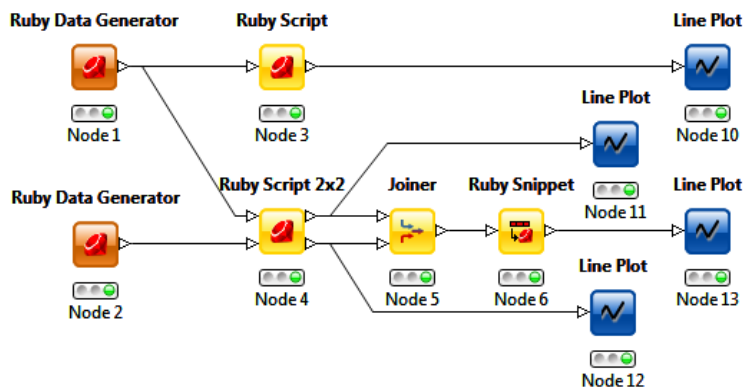 Ruby Data Generator
Node 1
Ruby Script
Node 3
Line Plot
Node 10
Line Plot
Node 11
Ruby Data Generator
Node 2
Ruby Script 2x2
Node 4
Joiner
Node 5
Ruby Snippet
Node 6
Line Plot
Node 13
Line Plot
Node 12